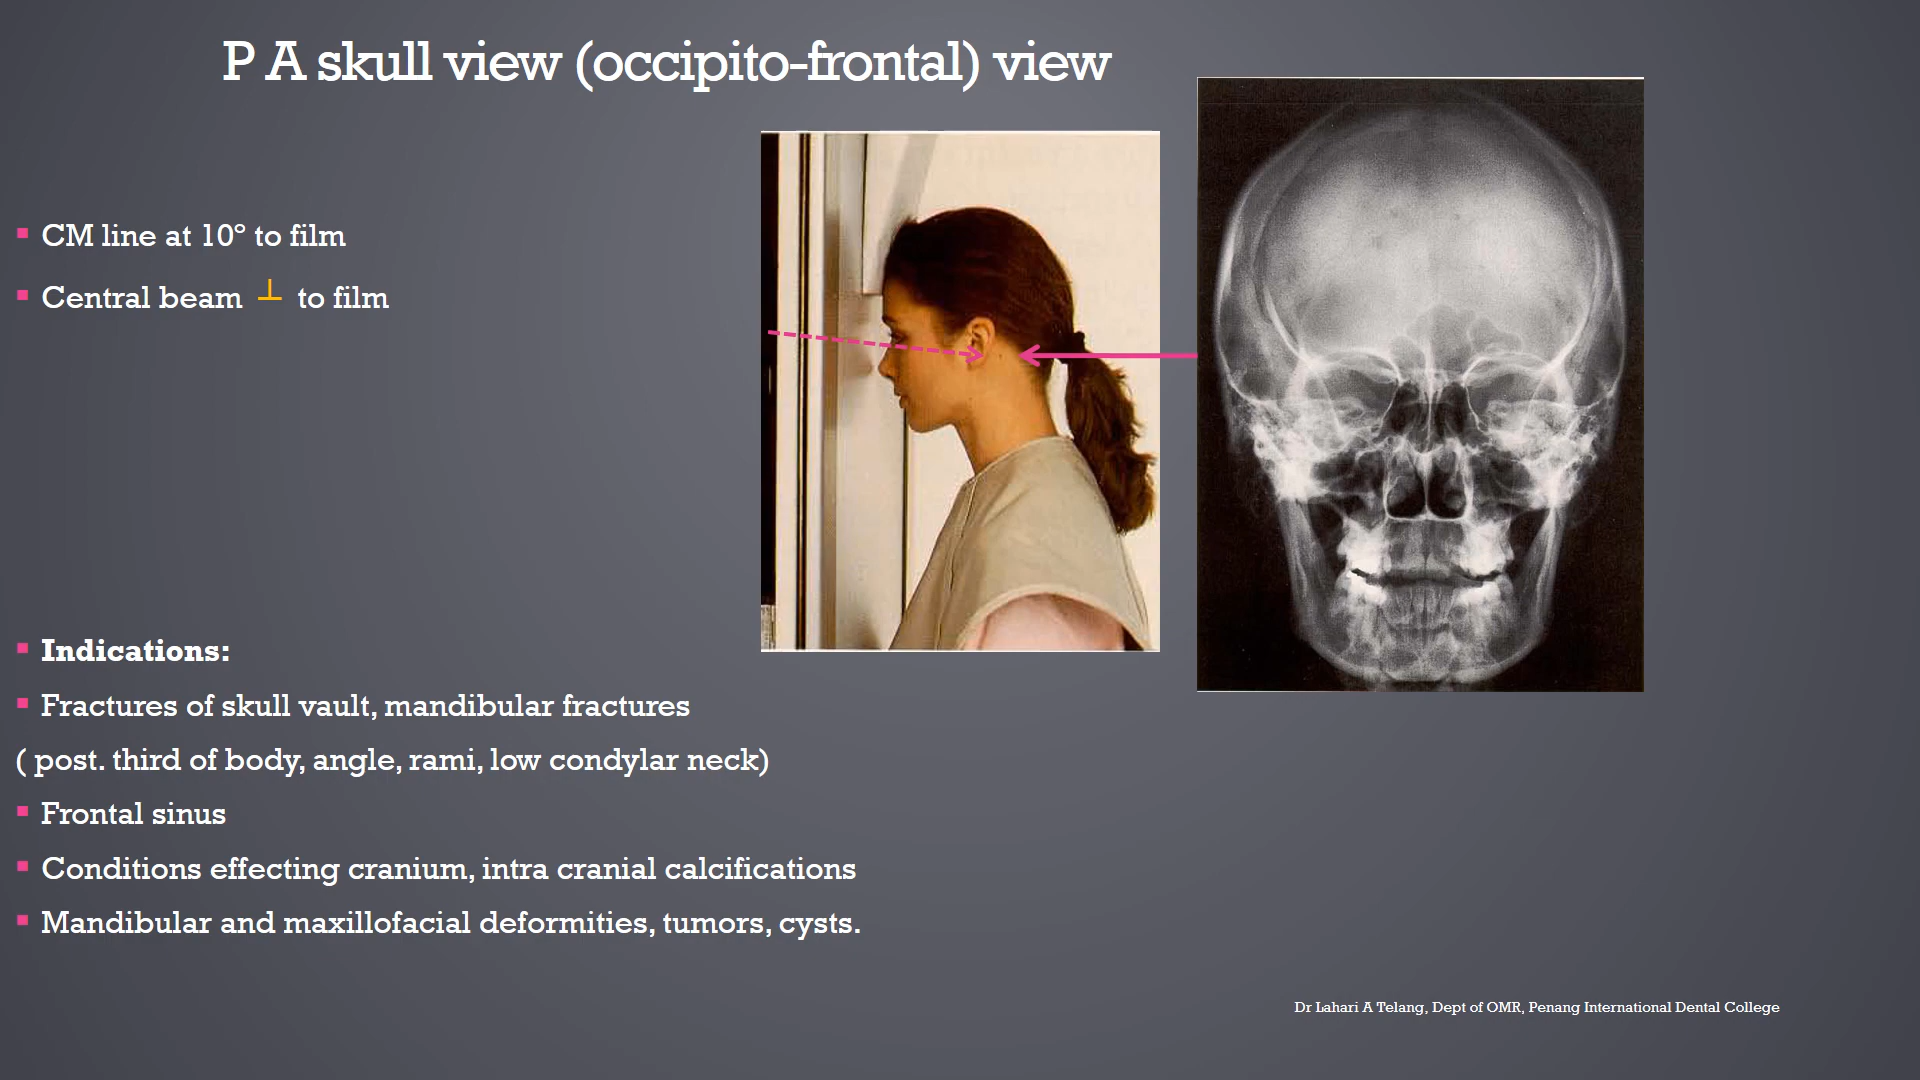 P A skull view (occipito-frontal) view
▪ CM line at 10º to film
▪ Central beam ┴ to film
▪ Indications:
▪ Fractures of skull vault, mandibular fractures
( post. third of body, angle, rami, low condylar neck)
▪ Frontal sinus
▪ Conditions effecting cranium, intra cranial calcifications
▪ Mandibular and maxillofacial deformities, tumors, cysts.
Dr Lahari A Telang, Dept of OMR, Penang International Dental College